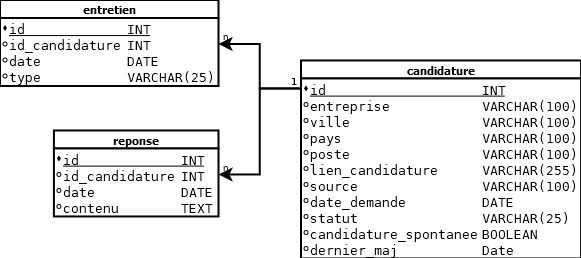 entretien
id INT
id_candidature INT
date DATE
type VARCHAR(25)
n
reponse
id INT
id_candidature INT
date DATE
contenu TEXT
n
1
candidature
id INT
entreprise VARCHAR(100)
ville VARCHAR(100)
pays VARCHAR(100)
poste VARCHAR(100)
lien_candidature VARCHAR(255)
source VARCHAR(100)
date_demande DATE
statut VARCHAR(25)
candidature_spontanee BOOLEAN
dernier_maj Date